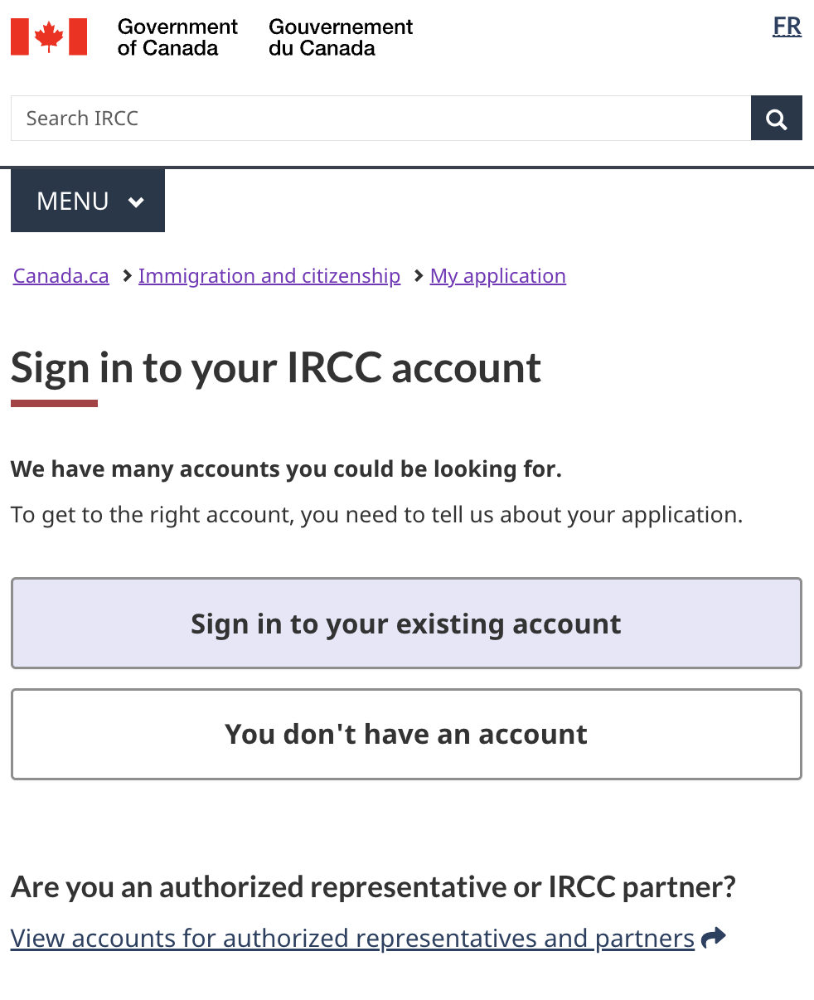 Government of Canada
Gouvernement du Canada
FR
Search IRCC
MENU
Canada.ca Immigration and citizenship My application
Sign in to your IRCC account
We have many accounts you could be looking for.
To get to the right account, you need to tell us about your application.
Sign in to your existing account
You don't have an account
Are you an authorized representative or IRCC partner?
View accounts for authorized representatives and partners